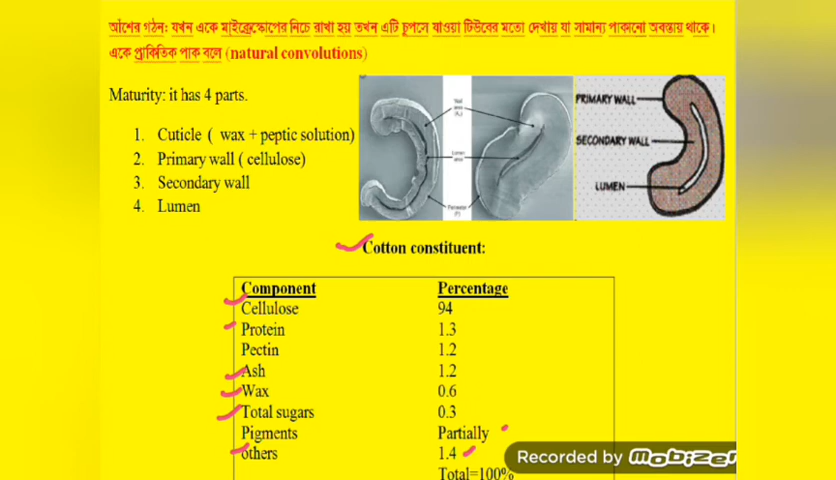 আঁশের গঠন: যখন একে মাইক্রোস্কোপের নিচে রাখা হয় তখন এটি চুপসে যাওয়া টিউবের মতো দেখায় যা সামান্য পাকানো অবস্তায় থাকে।
একে প্রাকিতিক পাক বলে (natural convolutions)
Maturity: it has 4 parts.
1. Cuticle ( wax + peptic solution)
2. Primary wall ( cellulose)
3. Secondary wall
4. Lumen
PRIMARY WALL
SECONDARY WALL
LUMEN
Cotton constituent:
Component Percentage
Cellulose 94
Protein 1.3
Pectin 1.2
Ash 1.2
Wax 0.6
Total sugars 0.3
Pigments Partially
others 1.4
Total=100%
Recorded by Mobizen